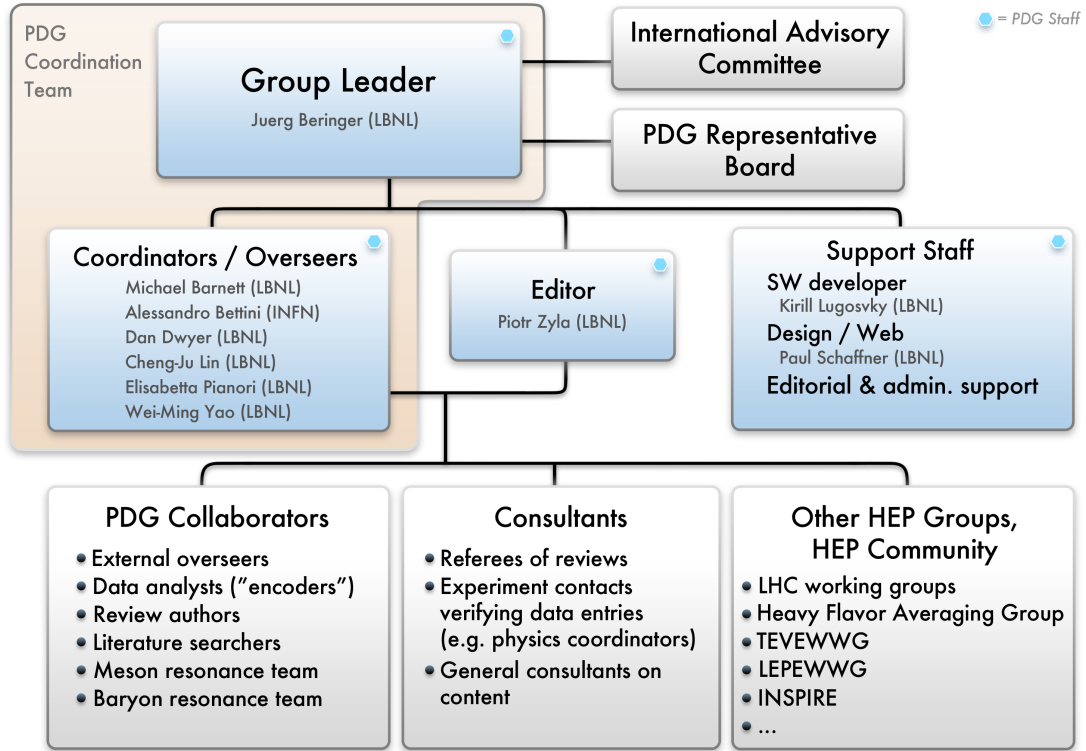 PDG
Coordination
Team
= PDG Staff
Group Leader
Juerg Beringer (LBNL)
International Advisory
Committee
PDG Representative
Board
Coordinators / Overseers
Michael Barnett (LBNL)
Alessandro Bettini (INFN)
Dan Dwyer (LBNL)
Cheng-Ju Lin (LBNL)
Elisabetta Pianori (LBNL)
Wei-Ming Yao (LBNL)
Editor
Piotr Zyla (LBNL)
Support Staff
SW developer
Kirill Lugosvky (LBNL)
Design / Web
Paul Schaffner (LBNL)
Editorial & admin. support
PDG Collaborators
• External overseers
• Data analysts ("encoders")
• Review authors
• Literature searchers
• Meson resonance team
• Baryon resonance team
Consultants
• Referees of reviews
• Experiment contacts
verifying data entries
(e.g. physics coordinators)
• General consultants on
content
Other HEP Groups,
HEP Community
• LHC working groups
• Heavy Flavor Averaging Group
• TEVEWWG
• LEPEWWG
• INSPIRE
• ...